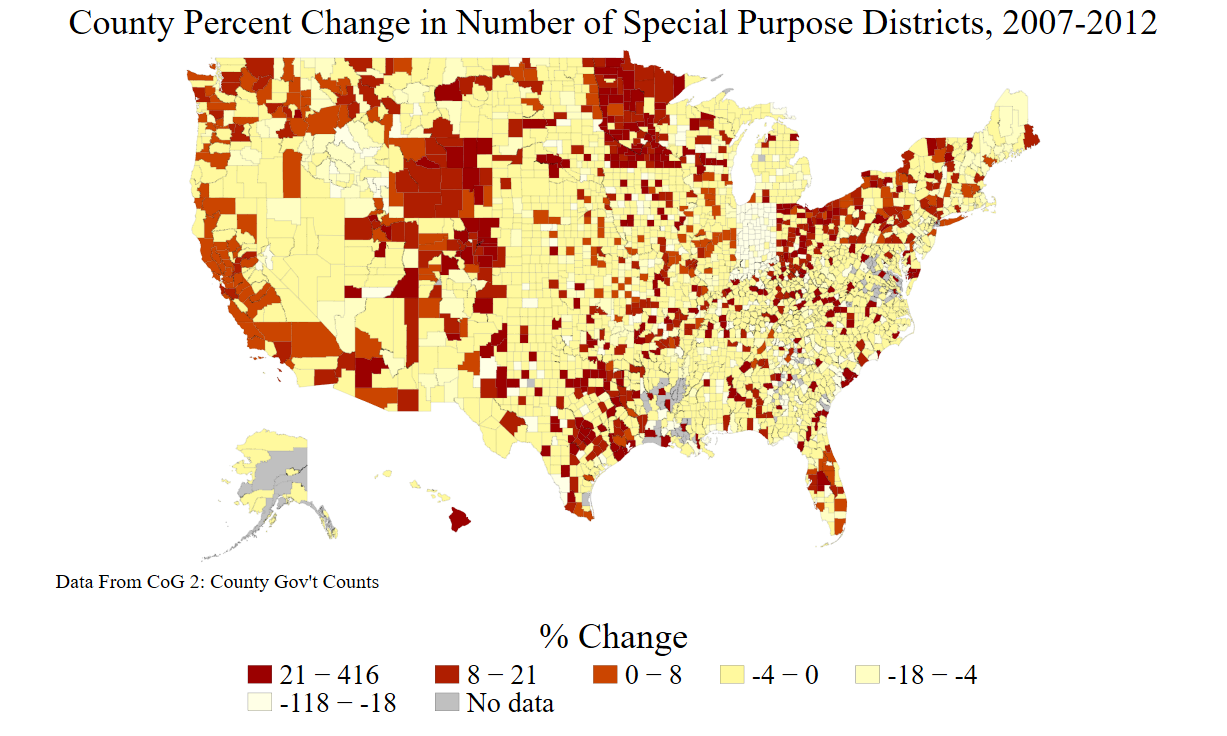 County Percent Change in Number of Special Purpose Districts, 2007-2012
Data From CoG 2: County Gov't Counts
% Change
21 − 416 8 − 21 0 − 8 -4 − 0 -18 − -4
-118 − -18 No data